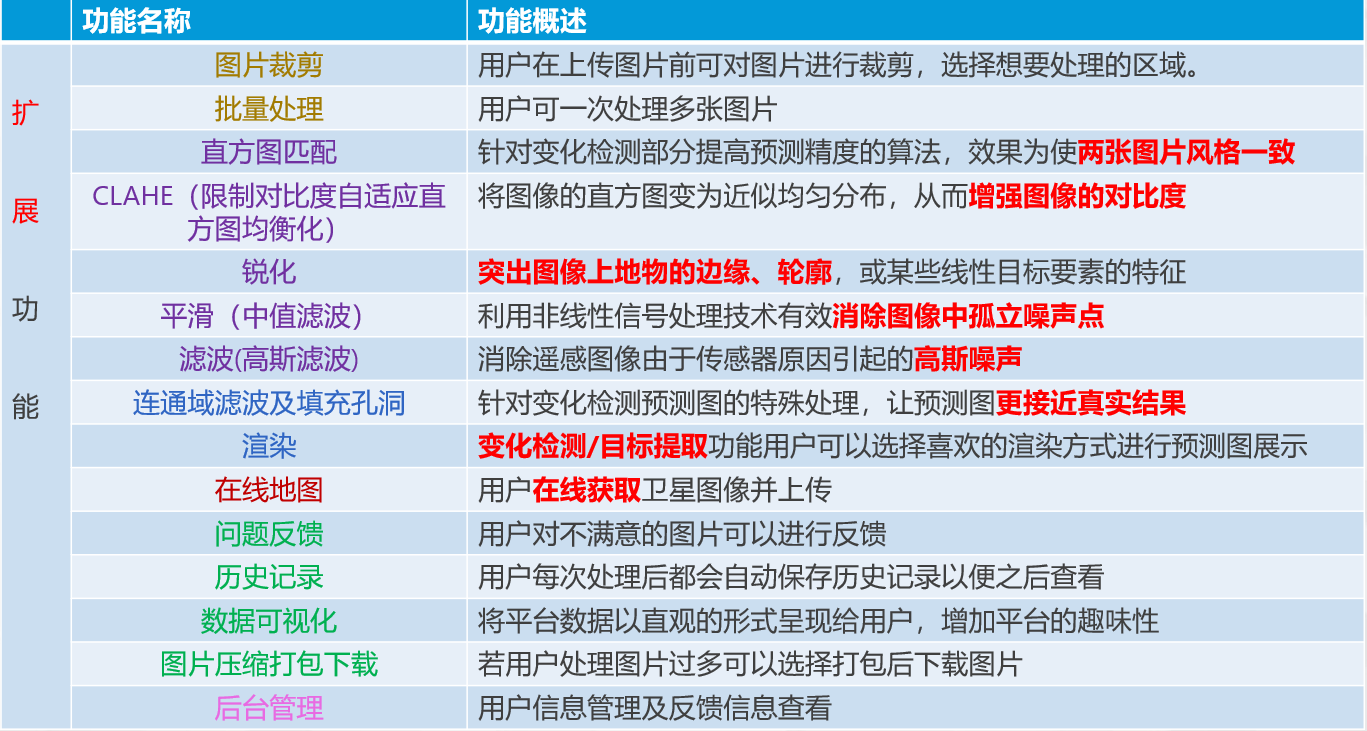 功能名称 功能概述
扩
展
功
能
图片裁剪 用户在上传图片前可对图片进行裁剪，选择想要处理的区域。
批量处理 用户可一次处理多张图片
直方图匹配 针对变化检测部分提高预测精度的算法，效果为使两张图片风格一致
CLAHE（限制对比度自适应直 将图像的直方图变为近似均匀分布，从而增强图像的对比度
方图均衡化）
锐化 突出图像上地物的边缘、轮廓，或某些线性目标要素的特征
平滑（中值滤波） 利用非线性信号处理技术有效消除图像中孤立噪声点
滤波(高斯滤波) 消除遥感图像由于传感器原因引起的高斯噪声
连通域滤波及填充孔洞 针对变化检测预测图的特殊处理，让预测图更接近真实结果
渲染 变化检测/目标提取功能用户可以选择喜欢的渲染方式进行预测图展示
在线地图 用户在线获取卫星图像并上传
问题反馈 用户对不满意的图片可以进行反馈
历史记录 用户每次处理后都会自动保存历史记录以便之后查看
数据可视化 将平台数据以直观的形式呈现给用户，增加平台的趣味性
图片压缩打包下载 若用户处理图片过多可以选择打包后下载图片
后台管理 用户信息管理及反馈信息查看